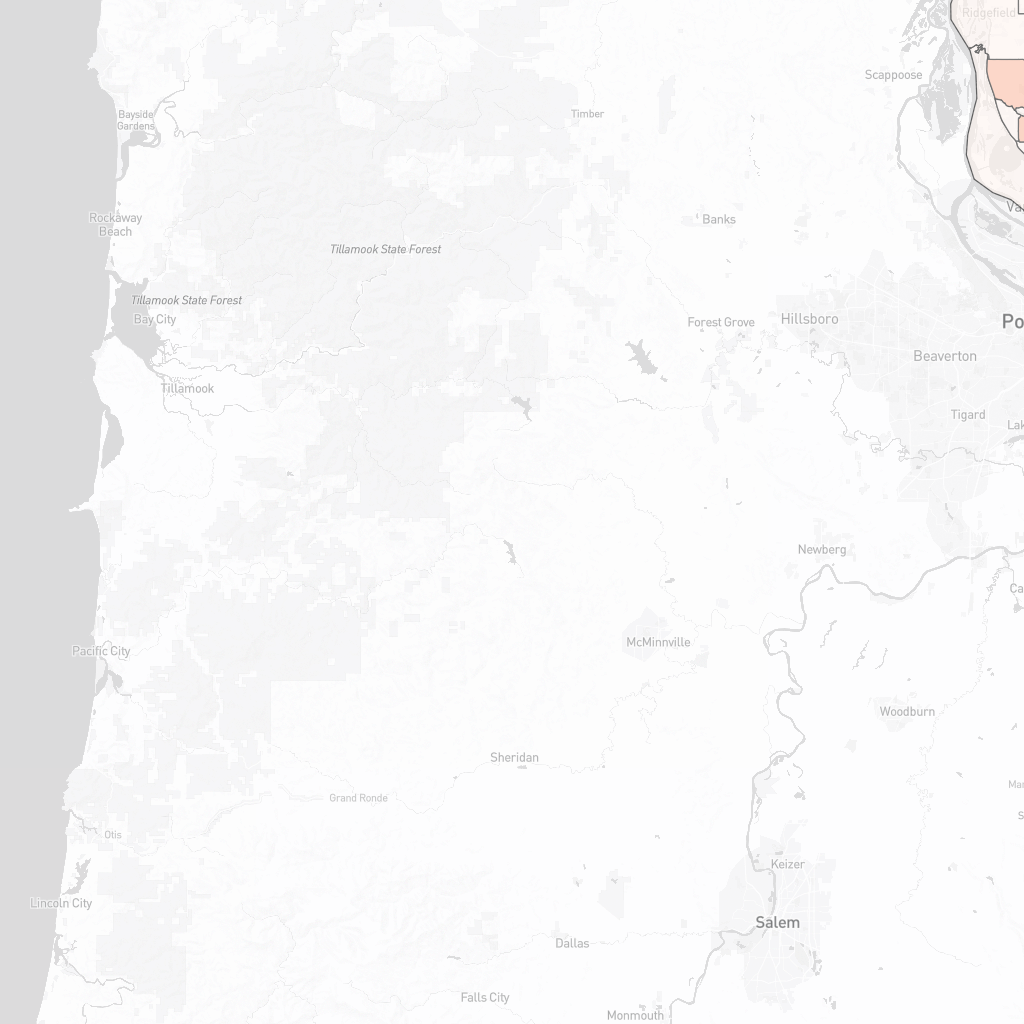 Ridgefield
Scappoose
Bayside
Gardens
Timber
Rockaway
Beach
Banks
Tillamook State Forest
Tillamook State Forest
Bay City
Forest Grove
Hillsboro
Po
Beaverton
Tillamook
Tigard
Lak
Newberg
Ca
McMinnville
Pacific City
Woodburn
Sheridan
Grand Ronde
Otis
Keizer
Lincoln City
Salem
Dallas
Falls City
Monmouth